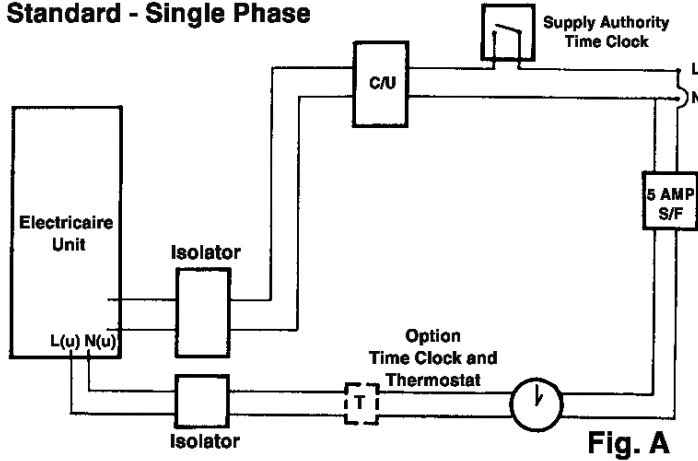 Standard - Single Phase
Supply Authority
Time Clock
C/U
L
N
5 AMP
S/F
Electricaire
Unit
Isolator
L(u) N(u)
Option
Time Clock and
Thermostat
T
Isolator
Fig. A